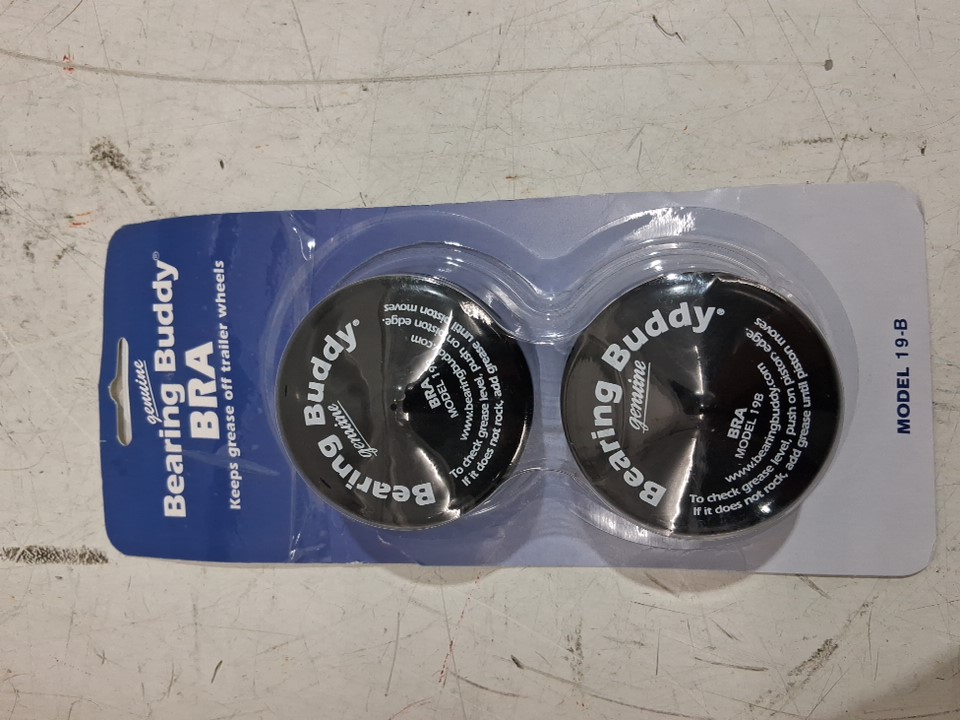 genuine
Bearing Buddy®
BRA
Keeps grease off trailer wheels
Bearing Buddy®
genuine
BRA
MODEL 9
www.bearingbuddy.com
To check grease level, push on piston edge.
If it does not rock, add grease until piston moves
Bearing Buddy®
genuine
BRA
MODEL 19B
www.bearingbuddy.com
To check grease level, push on piston edge.
If it does not rock, add grease until piston moves
MODEL 19-B